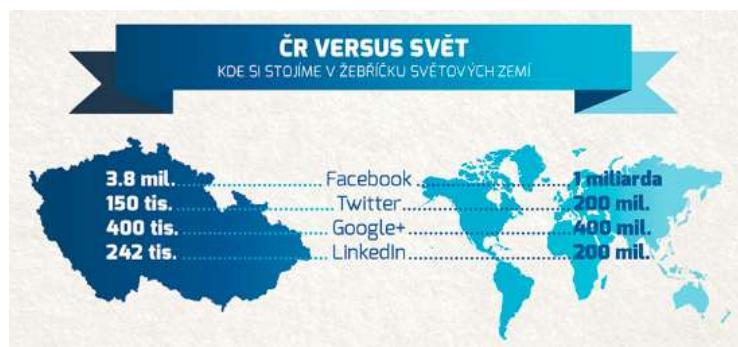 ČR VERSUS SVĚT
KDE SI STOJÍME V ŽEBŘÍČKU SVĚTOVÝCH ZEMÍ
3.8 mil. Facebook 1 miliarda
150 tis. Twitter 200 mil.
400 tis. Google+ 400 mil.
242 tis. LinkedIn 200 mil.